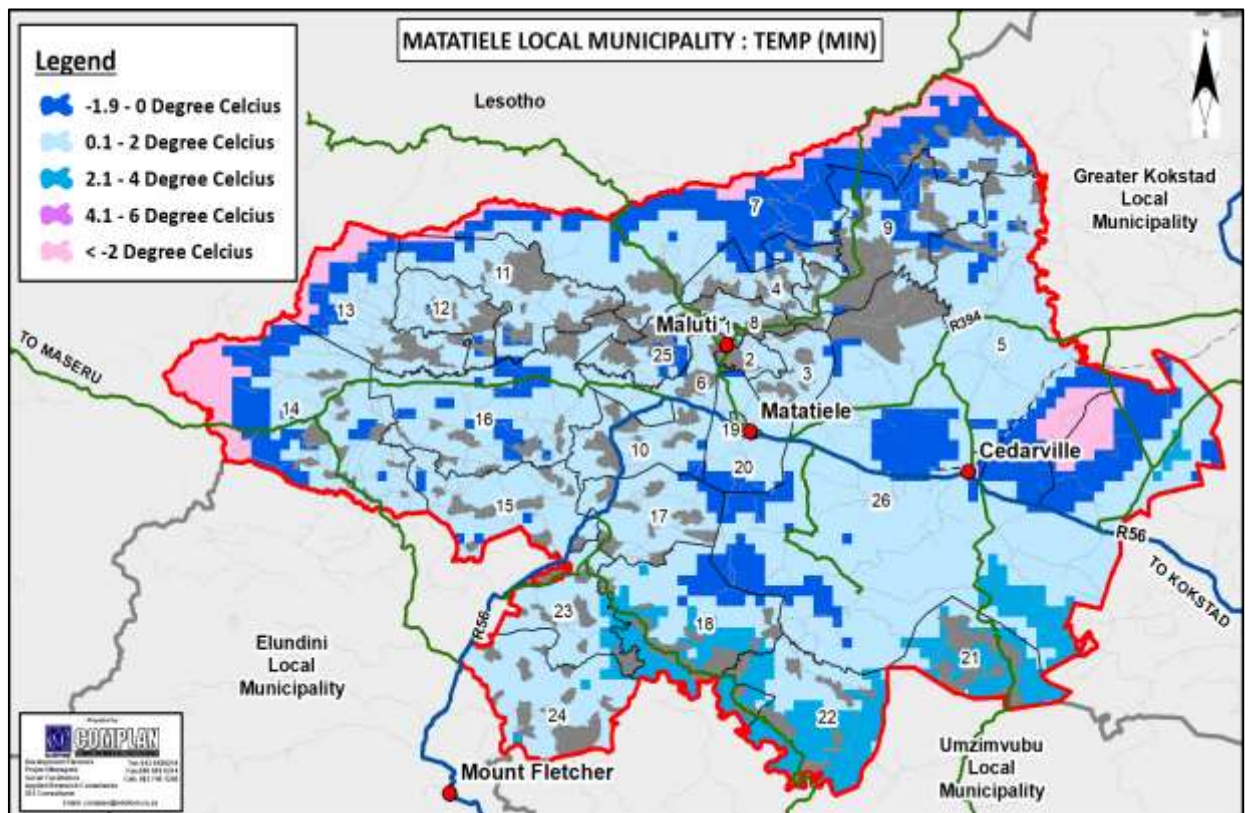 MATATIELE LOCAL MUNICIPALITY : TEMP (MIN)
Legend
-1.9 - 0 Degree Celcius
0.1 - 2 Degree Celcius
2.1 - 4 Degree Celcius
4.1 - 6 Degree Celcius
< -2 Degree Celcius
N
S
Lesotho
Greater Kokstad
Local
Municipality
7
9
11
4
13
12
1
8
Maluti
R394
5
25
2
3
6
TO MASERU
14
16
19
Matatiele
10
20
Cedarville
26
15
17
R56
TO KOKSTAD
23
18
R56
Elundini
Local
Municipality
21
24
22
Umzimvubu
Local
Municipality
Mount Fletcher
COMPLAN